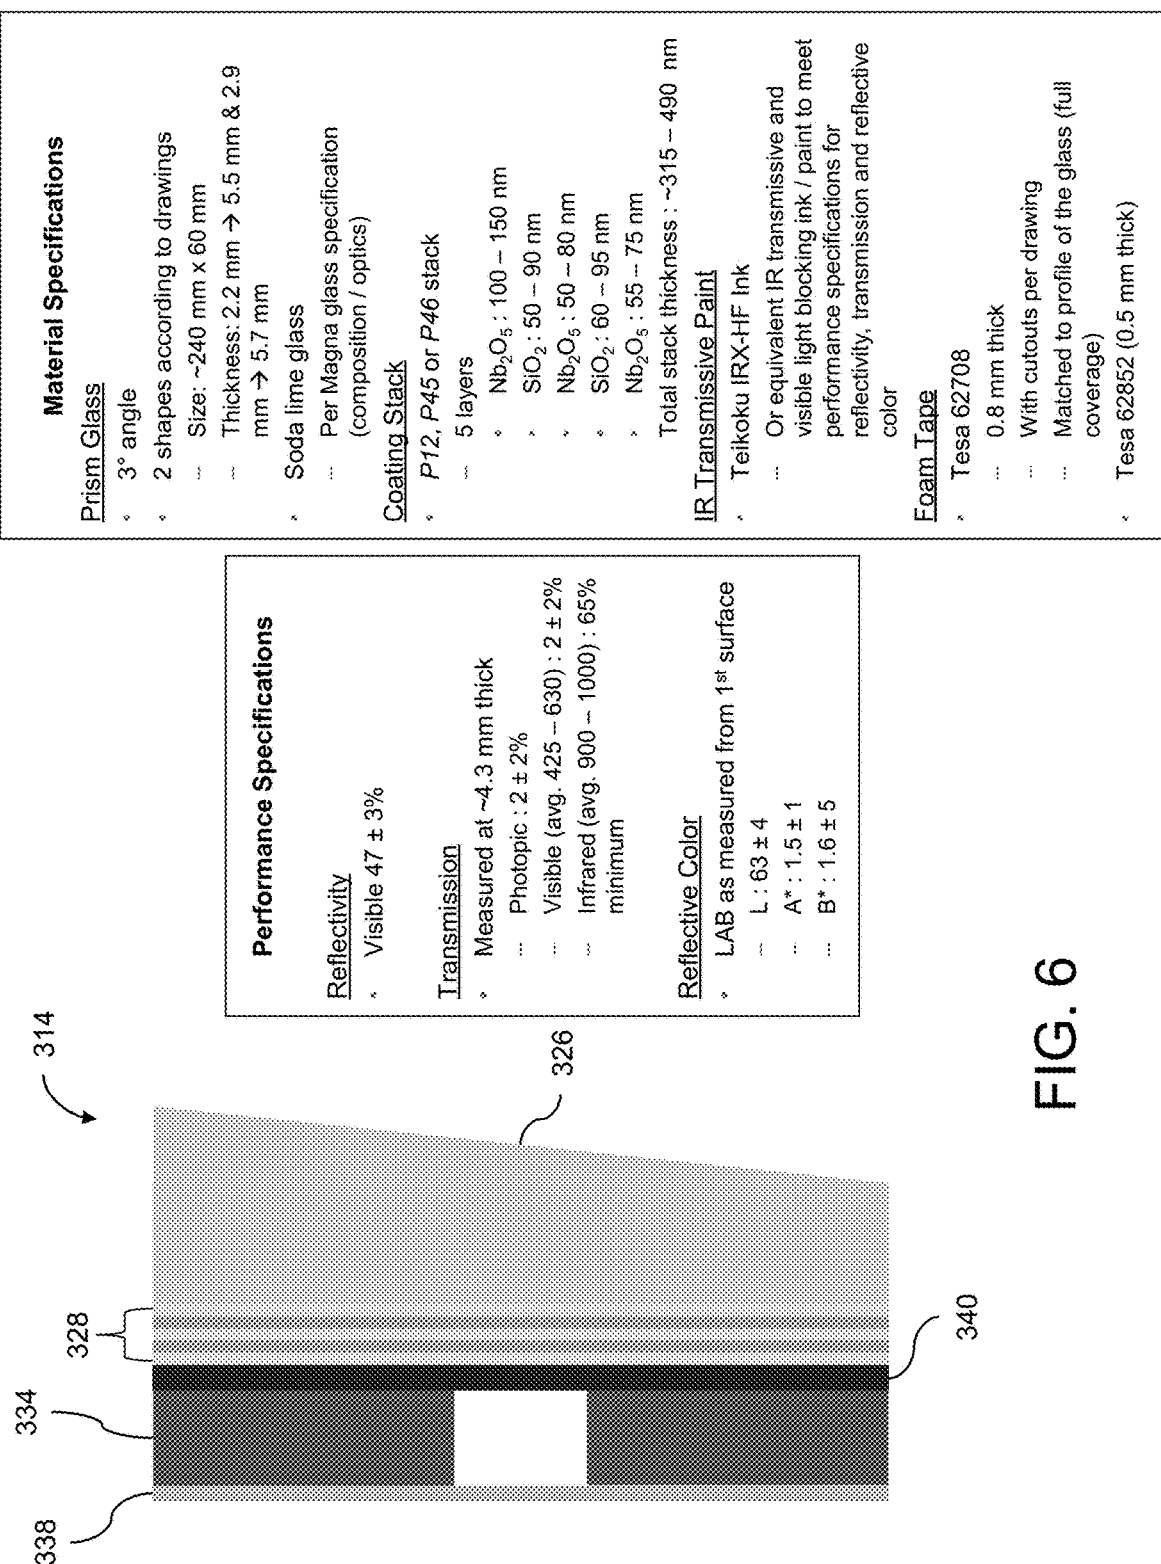 Material Specifications
Prism Glass
• 3° angle
• 2 shapes according to drawings
– Size: ~240 mm x 60 mm
– Thickness: 2.2 mm → 5.5 mm & 2.9
mm → 5.7 mm
• Soda lime glass
– Per Magna glass specification
(composition / optics)
Coating Stack
• P12, P45 or P46 stack
– 5 layers
• Nb₂O₅ : 100 – 150 nm
• SiO₂ : 50 – 90 nm
• Nb₂O₅ : 50 – 80 nm
• SiO₂ : 60 – 95 nm
• Nb₂O₅ : 55 – 75 nm
Total stack thickness : ~315 – 490 nm
IR Transmissive Paint
• Teikoku IRX-HF Ink
– Or equivalent IR transmissive and
visible light blocking ink / paint to meet
performance specifications for
reflectivity, transmission and reflective
color
Foam Tape
• Tesa 62708
– 0.8 mm thick
– With cutouts per drawing
– Matched to profile of the glass (full
coverage)
• Tesa 62852 (0.5 mm thick)
Performance Specifications
Reflectivity
• Visible 47 ± 3%
Transmission
• Measured at ~4.3 mm thick
– Photopic : 2 ± 2%
– Visible (avg. 425 – 630) : 2 ± 2%
– Infrared (avg. 900 – 1000) : 65%
minimum
Reflective Color
• LAB as measured from 1st surface
– L : 63 ± 4
– A* : 1.5 ± 1
– B* : 1.6 ± 5
314
326
328
334
338
340
FIG. 6